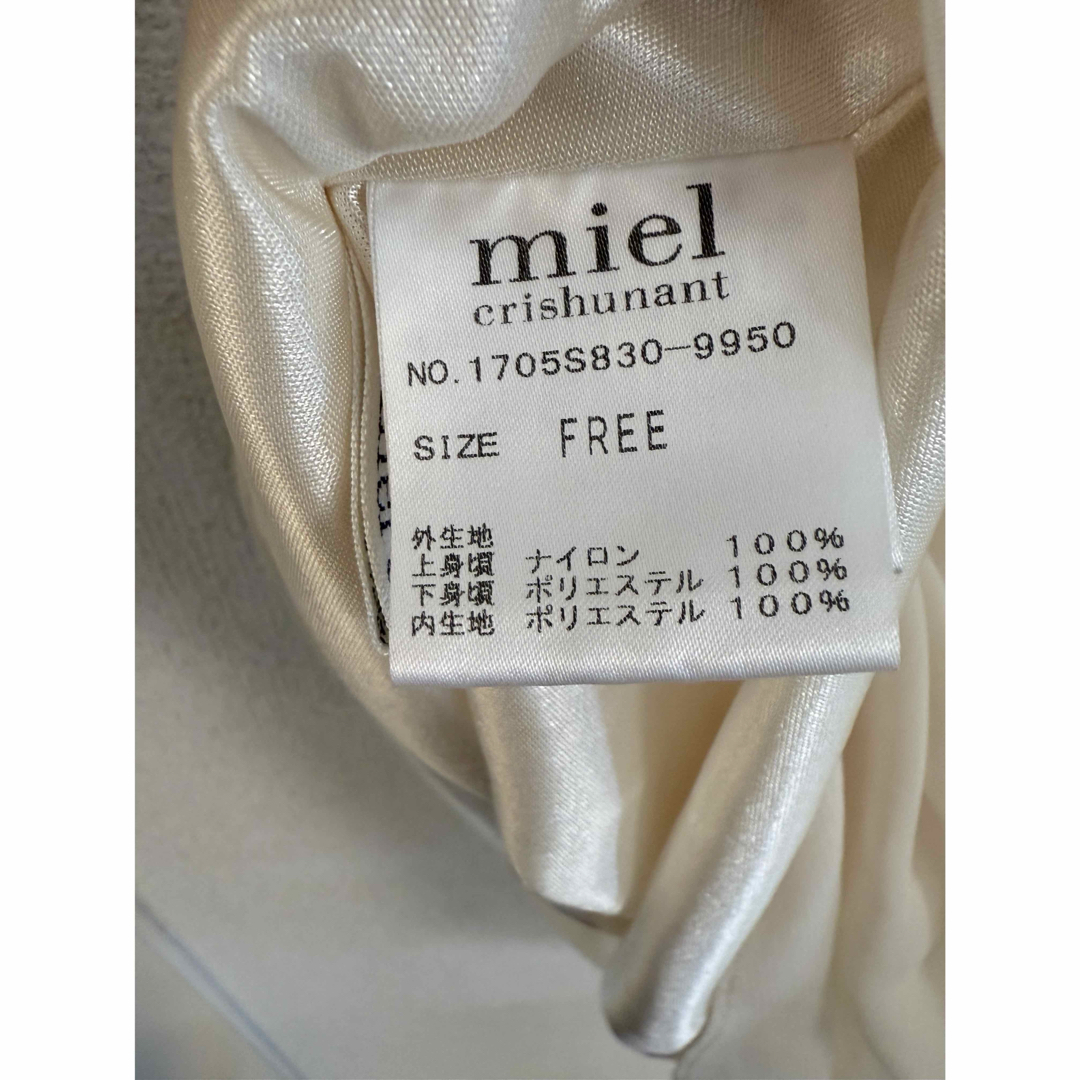 miel
crishunant
NO.1705S830-9950
SIZE FREE
外生地
上身頃 ナイロン 100%
下身頃 ポリエステル 100%
内生地 ポリエステル 100%